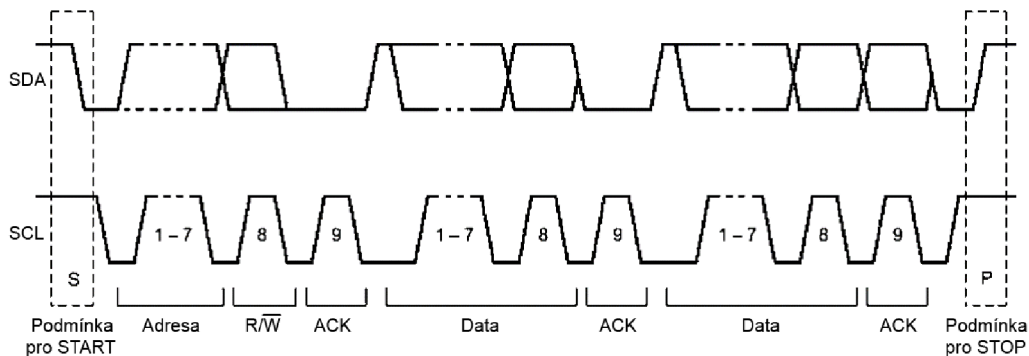 SDA
SCL
1 – 7
8
9
1 – 7
8
9
1 – 7
8
9
S
P
Podmínka
pro START
Adresa
R/W̅
ACK
Data
ACK
Data
ACK
Podmínka
pro STOP